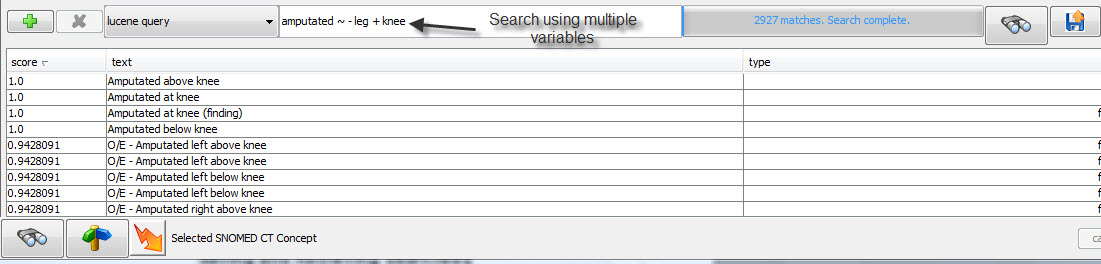 lucene query amputated ~ -leg +knee Search using multiple variables 2927 matches. Search complete.
score text type
1.0 Amputated above knee
1.0 Amputated at knee
1.0 Amputated at knee (finding) f
1.0 Amputated below knee
0.9428091 O/E - Amputated left above knee f
0.9428091 O/E - Amputated left above knee f
0.9428091 O/E - Amputated left below knee f
0.9428091 O/E - Amputated left below knee f
0.9428091 O/E - Amputated right above knee f
Selected SNOMED CT Concept ca